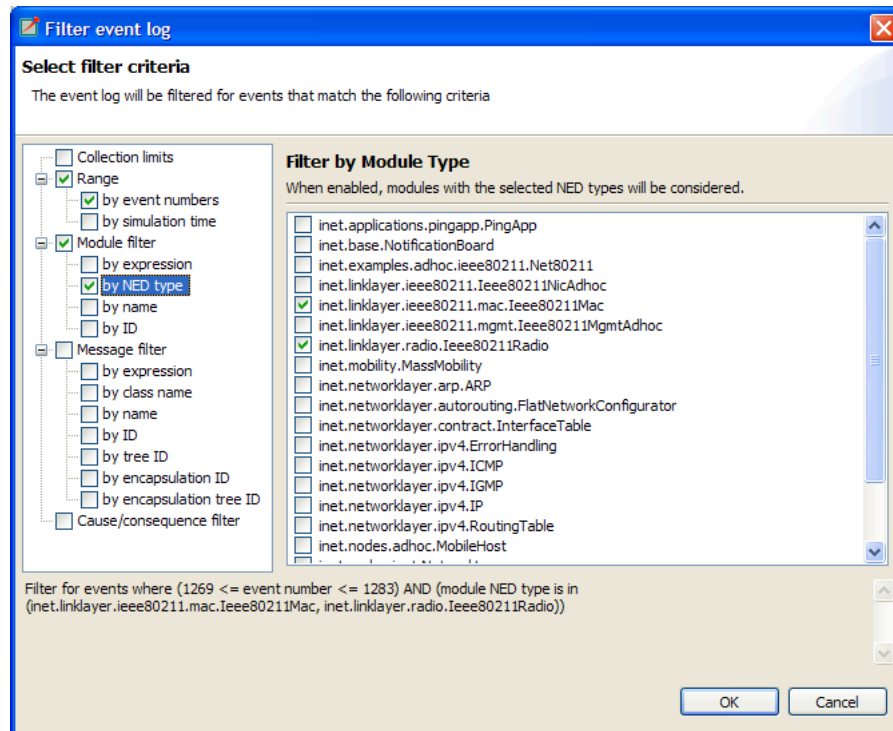 Filter event log
Select filter criteria
The event log will be filtered for events that match the following criteria
Collection limits
Range
by event numbers
by simulation time
Module filter
by expression
by NED type
by name
by ID
Message filter
by expression
by class name
by name
by ID
by tree ID
by encapsulation ID
by encapsulation tree ID
Cause/consequence filter
Filter by Module Type
When enabled, modules with the selected NED types will be considered.
inet.applications.pingapp.PingApp
inet.base.NotificationBoard
inet.examples.adhoc.ieee80211.Net80211
inet.linklayer.ieee80211.Ieee80211NicAdhoc
inet.linklayer.ieee80211.mac.Ieee80211Mac
inet.linklayer.ieee80211.mgmt.Ieee80211MgmtAdhoc
inet.linklayer.radio.Ieee80211Radio
inet.mobility.MassMobility
inet.networklayer.arp.ARP
inet.networklayer.autorouting.FlatNetworkConfigurator
inet.networklayer.contract.InterfaceTable
inet.networklayer.ipv4.ErrorHandling
inet.networklayer.ipv4.ICMP
inet.networklayer.ipv4.IGMP
inet.networklayer.ipv4.IP
inet.networklayer.ipv4.RoutingTable
inet.nodes.adhoc.MobileHost
Filter for events where (1269 <= event number <= 1283) AND (module NED type is in
(inet.linklayer.ieee80211.mac.Ieee80211Mac, inet.linklayer.radio.Ieee80211Radio))
OK
Cancel